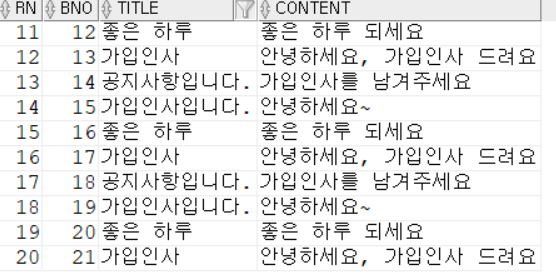 RN BNO TITLE CONTENT
11 12 좋은 하루 좋은 하루 되세요
12 13 가입인사 안녕하세요, 가입인사 드려요
13 14 공지사항입니다. 가입인사를 남겨주세요
14 15 가입인사입니다. 안녕하세요~
15 16 좋은 하루 좋은 하루 되세요
16 17 가입인사 안녕하세요, 가입인사 드려요
17 18 공지사항입니다. 가입인사를 남겨주세요
18 19 가입인사입니다. 안녕하세요~
19 20 좋은 하루 좋은 하루 되세요
20 21 가입인사 안녕하세요, 가입인사 드려요